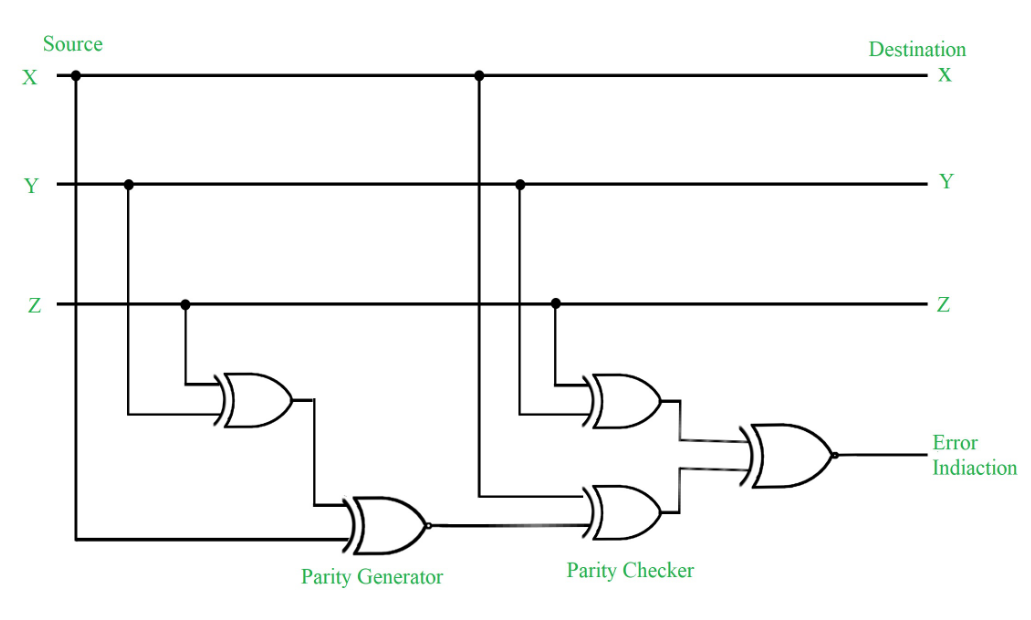 Source
Destination
X
X
Y
Y
Z
Z
Error
Indiaction
Parity Generator
Parity Checker